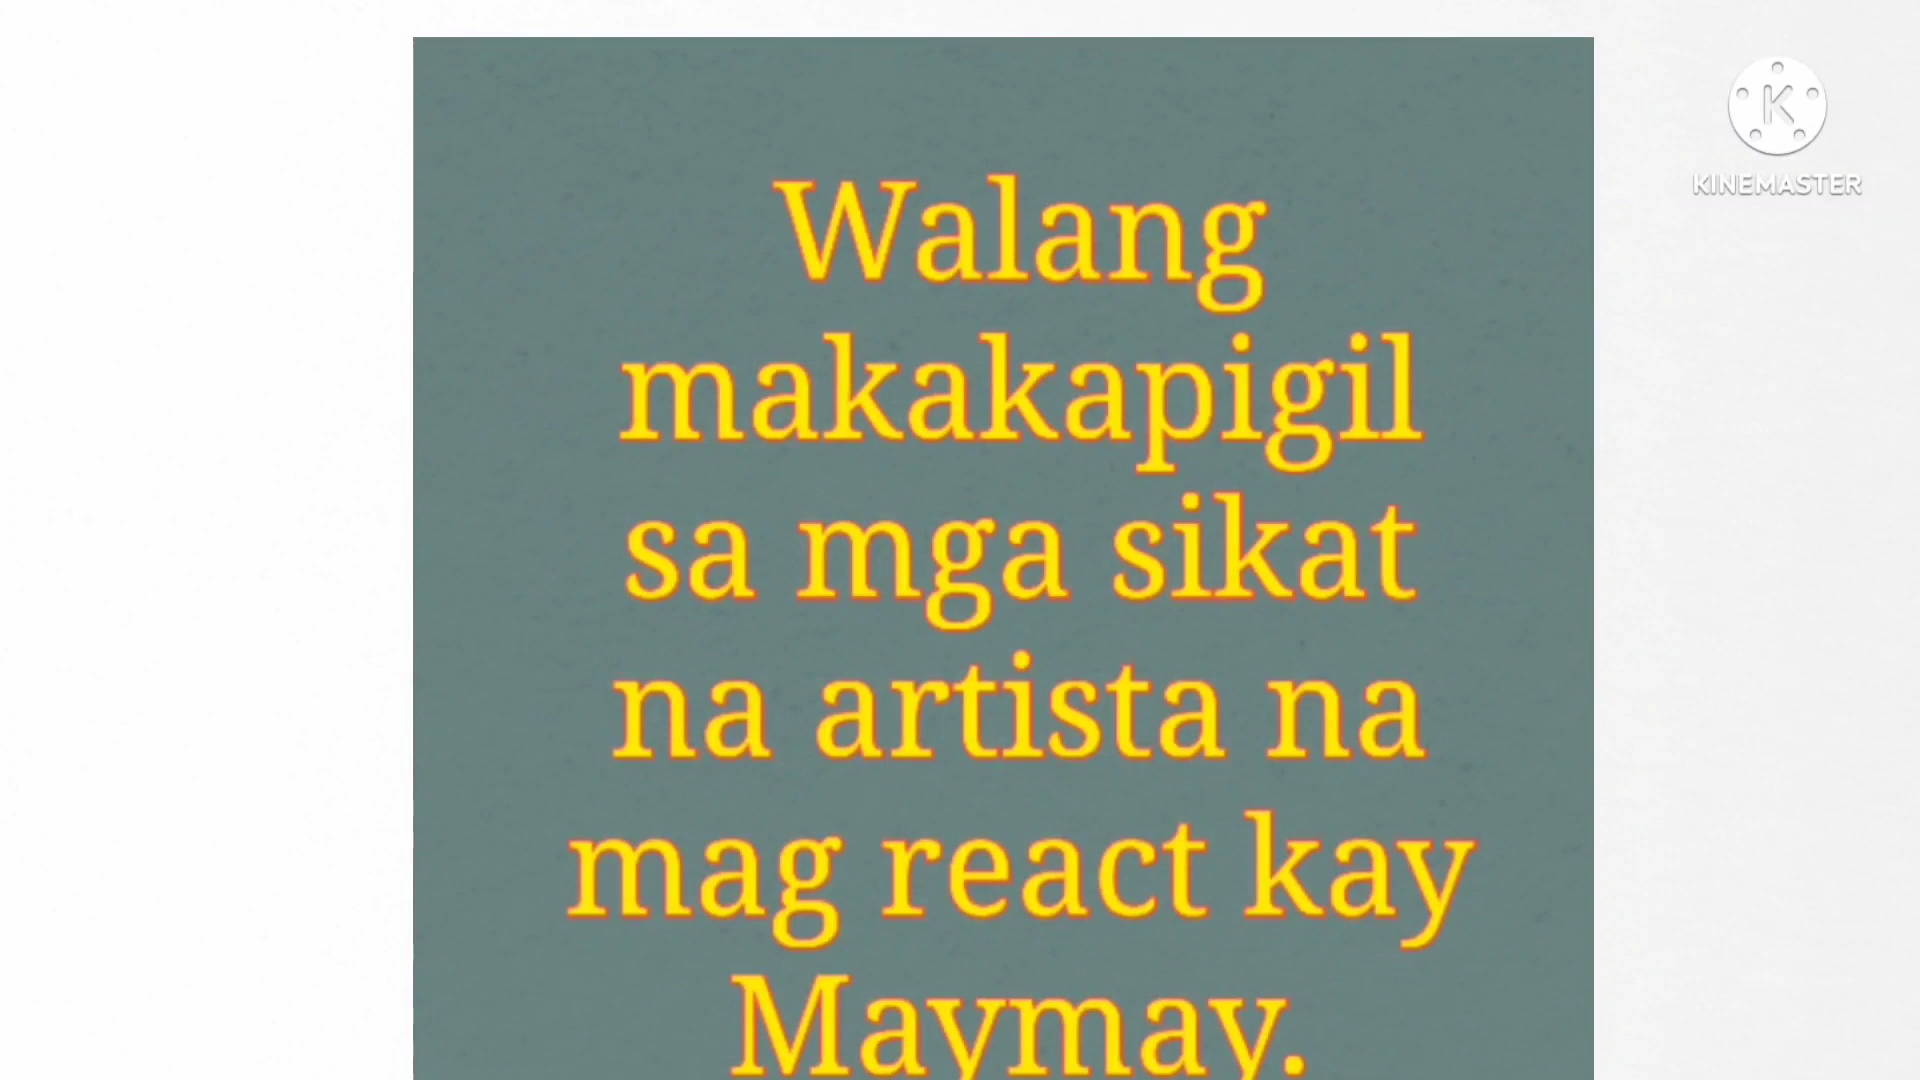 Walang
makakapigil
sa mga sikat
na artista na
mag react kay
Maymay.
K
KINEMASTER